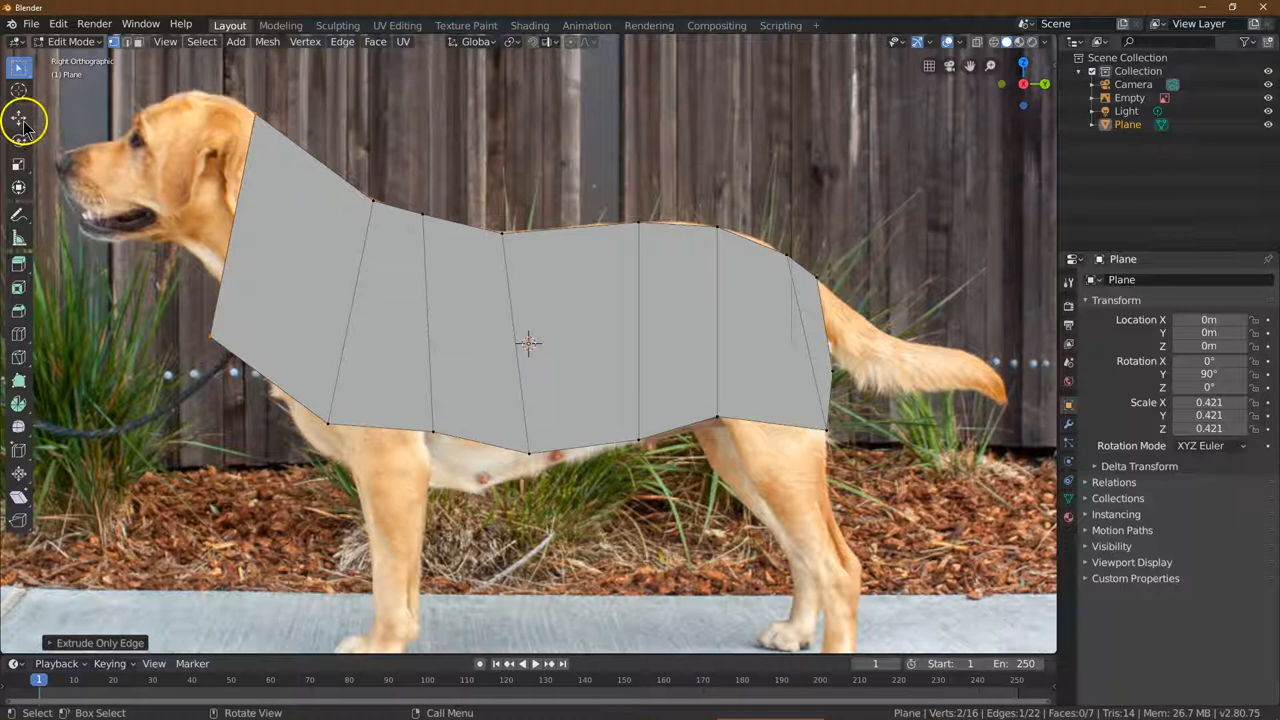 Blender
File Edit Render Window Help
Layout Modeling Sculpting UV Editing Texture Paint Shading Animation Rendering Compositing Scripting +
Scene
View Layer
Edit Mode View Select Add Mesh Vertex Edge Face UV
Globa
Right Orthographic
(1) Plane
Z
X
Y
Scene Collection
Collection
Camera
Empty
Light
Plane
Plane
Plane
Transform
Location X 0m
Y 0m
Z 0m
Rotation X 0°
Y 90°
Z 0°
Scale X 0.421
Y 0.421
Z 0.421
Rotation Mode XYZ Euler
Delta Transform
Relations
Collections
Instancing
Motion Paths
Visibility
Viewport Display
Custom Properties
Extrude Only Edge
Playback Keying View Marker
1 Start: 1 En: 250
1 10 20 30 40 50 60 70 80 90 100 110 120 130 140 150 160 170 180 190 200 210 220 230 240 250
Select Box Select Rotate View Call Menu
Plane | Verts:2/16 | Edges:1/22 | Faces:0/7 | Tris:14 | Mem: 26.7 MB | v2.80.75